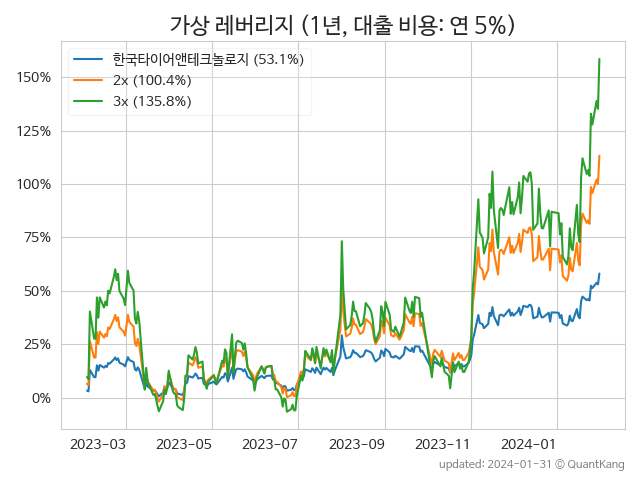 가상 레버리지 (1년, 대출 비용: 연 5%)
한국타이어앤테크놀로지 (53.1%)
2x (100.4%)
3x (135.8%)
150%
125%
100%
75%
50%
25%
0%
2023-03 2023-05 2023-07 2023-09 2023-11 2024-01
updated: 2024-01-31 © QuantKang